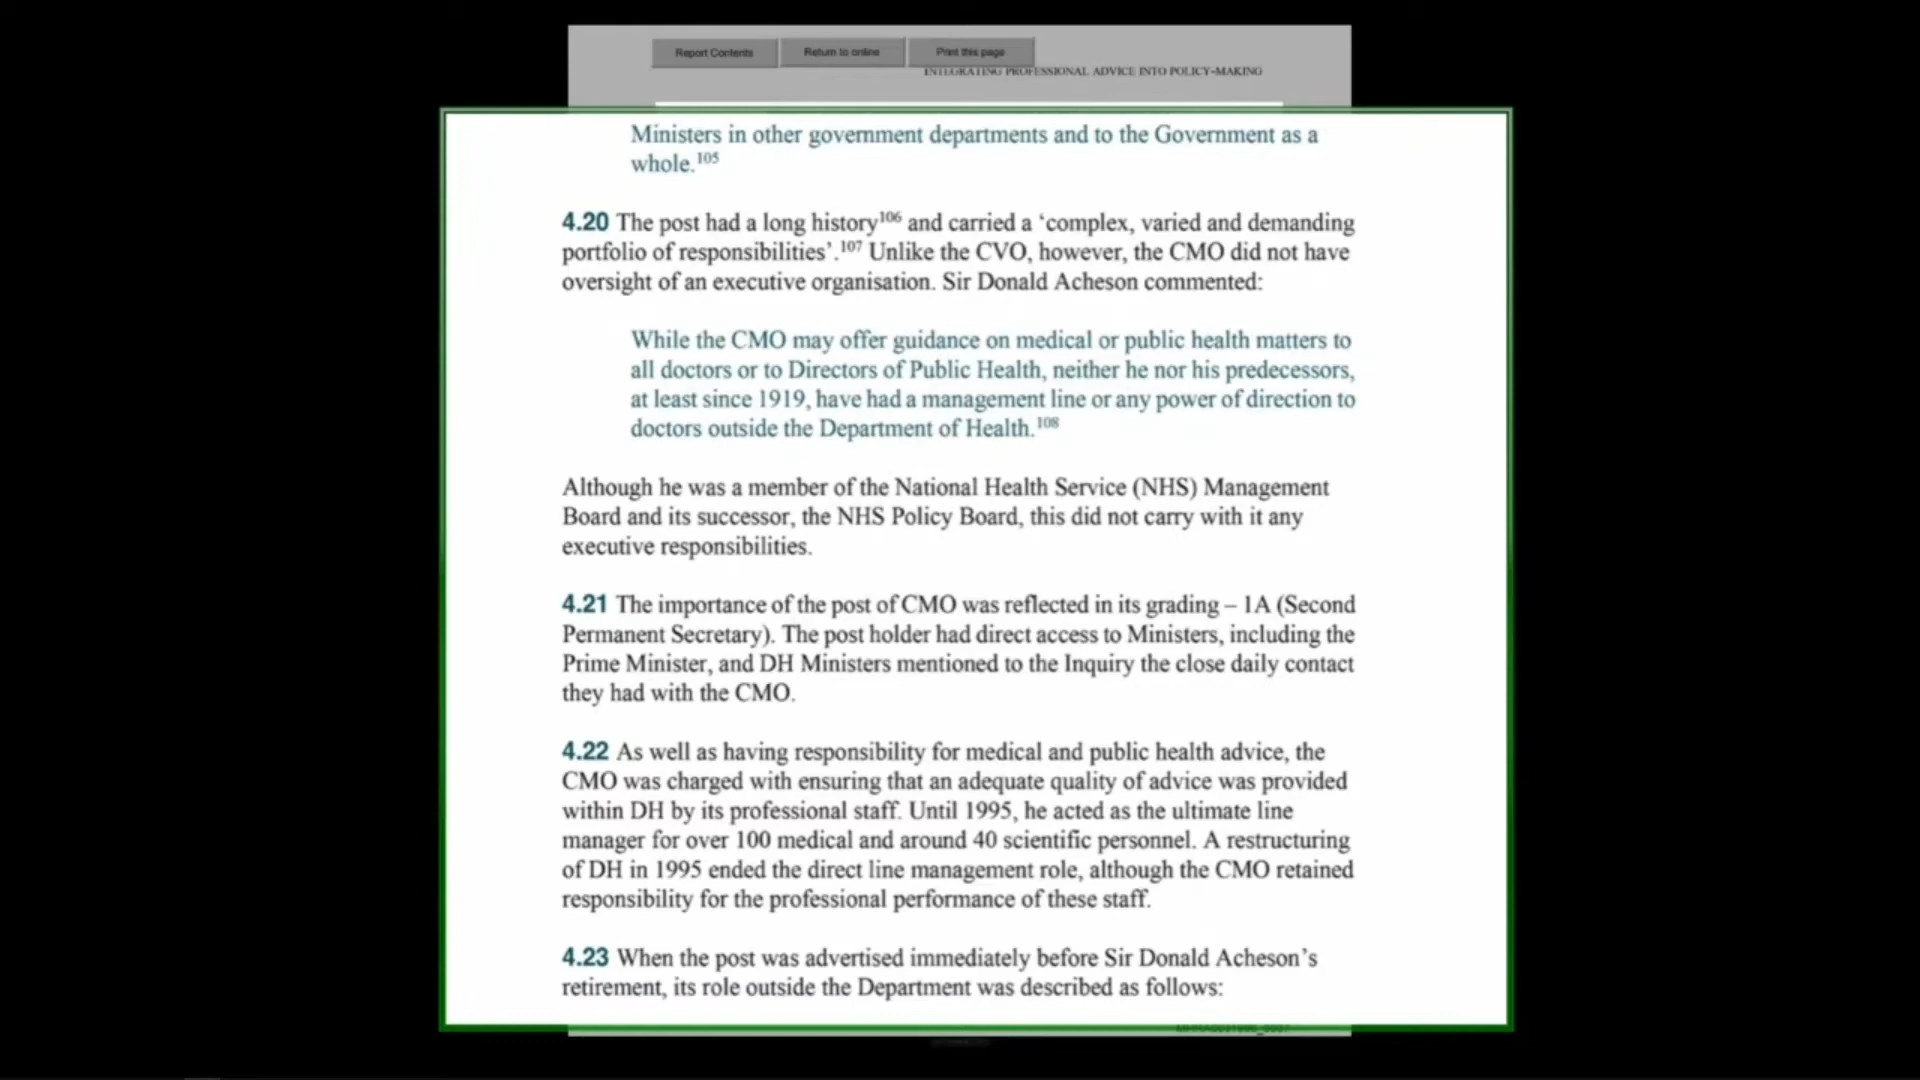 Report Contents
Return to online
Print this page
INTEGRATING PROFESSIONAL ADVICE INTO POLICY-MAKING
Ministers in other government departments and to the Government as a
whole.105
4.20 The post had a long history106 and carried a ‘complex, varied and demanding
portfolio of responsibilities’.107 Unlike the CVO, however, the CMO did not have
oversight of an executive organisation. Sir Donald Acheson commented:
While the CMO may offer guidance on medical or public health matters to
all doctors or to Directors of Public Health, neither he nor his predecessors,
at least since 1919, have had a management line or any power of direction to
doctors outside the Department of Health.108
Although he was a member of the National Health Service (NHS) Management
Board and its successor, the NHS Policy Board, this did not carry with it any
executive responsibilities.
4.21 The importance of the post of CMO was reflected in its grading – 1A (Second
Permanent Secretary). The post holder had direct access to Ministers, including the
Prime Minister, and DH Ministers mentioned to the Inquiry the close daily contact
they had with the CMO.
4.22 As well as having responsibility for medical and public health advice, the
CMO was charged with ensuring that an adequate quality of advice was provided
within DH by its professional staff. Until 1995, he acted as the ultimate line
manager for over 100 medical and around 40 scientific personnel. A restructuring
of DH in 1995 ended the direct line management role, although the CMO retained
responsibility for the professional performance of these staff.
4.23 When the post was advertised immediately before Sir Donald Acheson’s
retirement, its role outside the Department was described as follows: